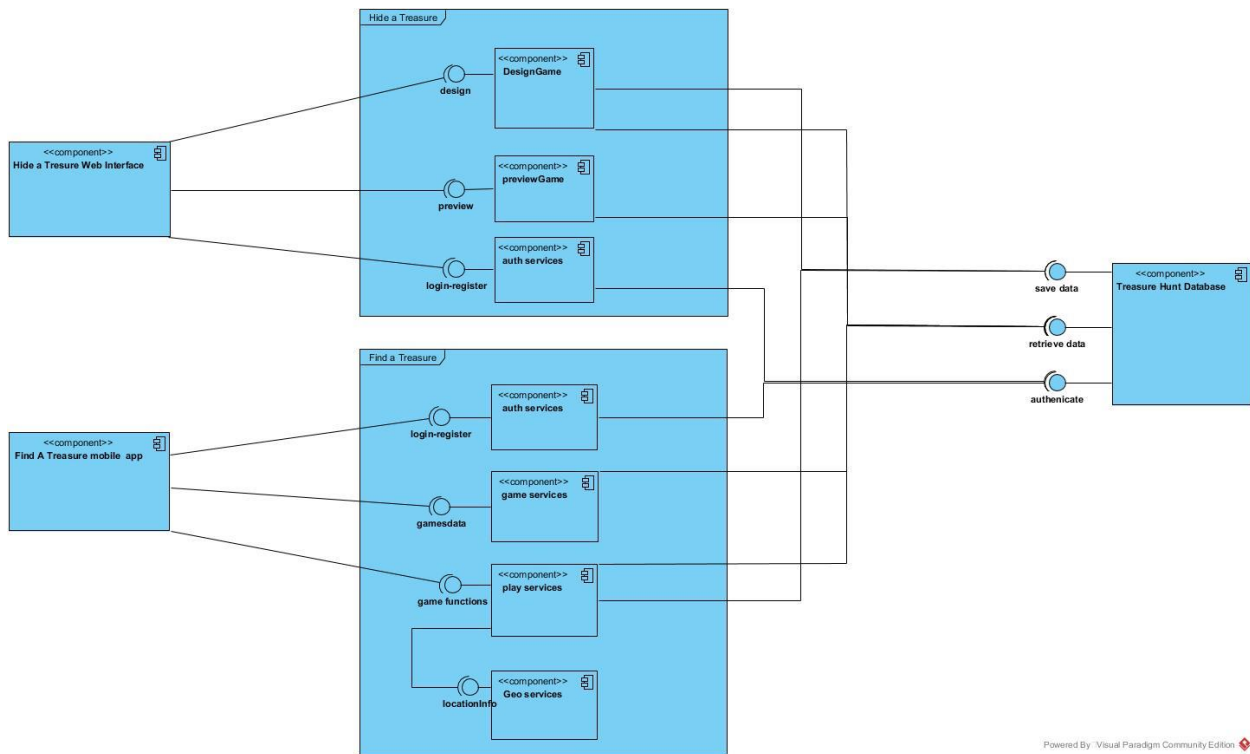 Hide a Treasure
<<component>>
DesignGame
design
<<component>>
Hide a Tresure Web Interface
<<component>>
previewGame
preview
<<component>>
auth services
login-register
<<component>>
Treasure Hunt Database
save data
retrieve data
authenicate
Find a Treasure
<<component>>
auth services
login-register
<<component>>
Find A Treasure mobile app
<<component>>
game services
gamesdata
<<component>>
play services
game functions
<<component>>
Geo services
locationInfo
Powered By Visual Paradigm Community Edition